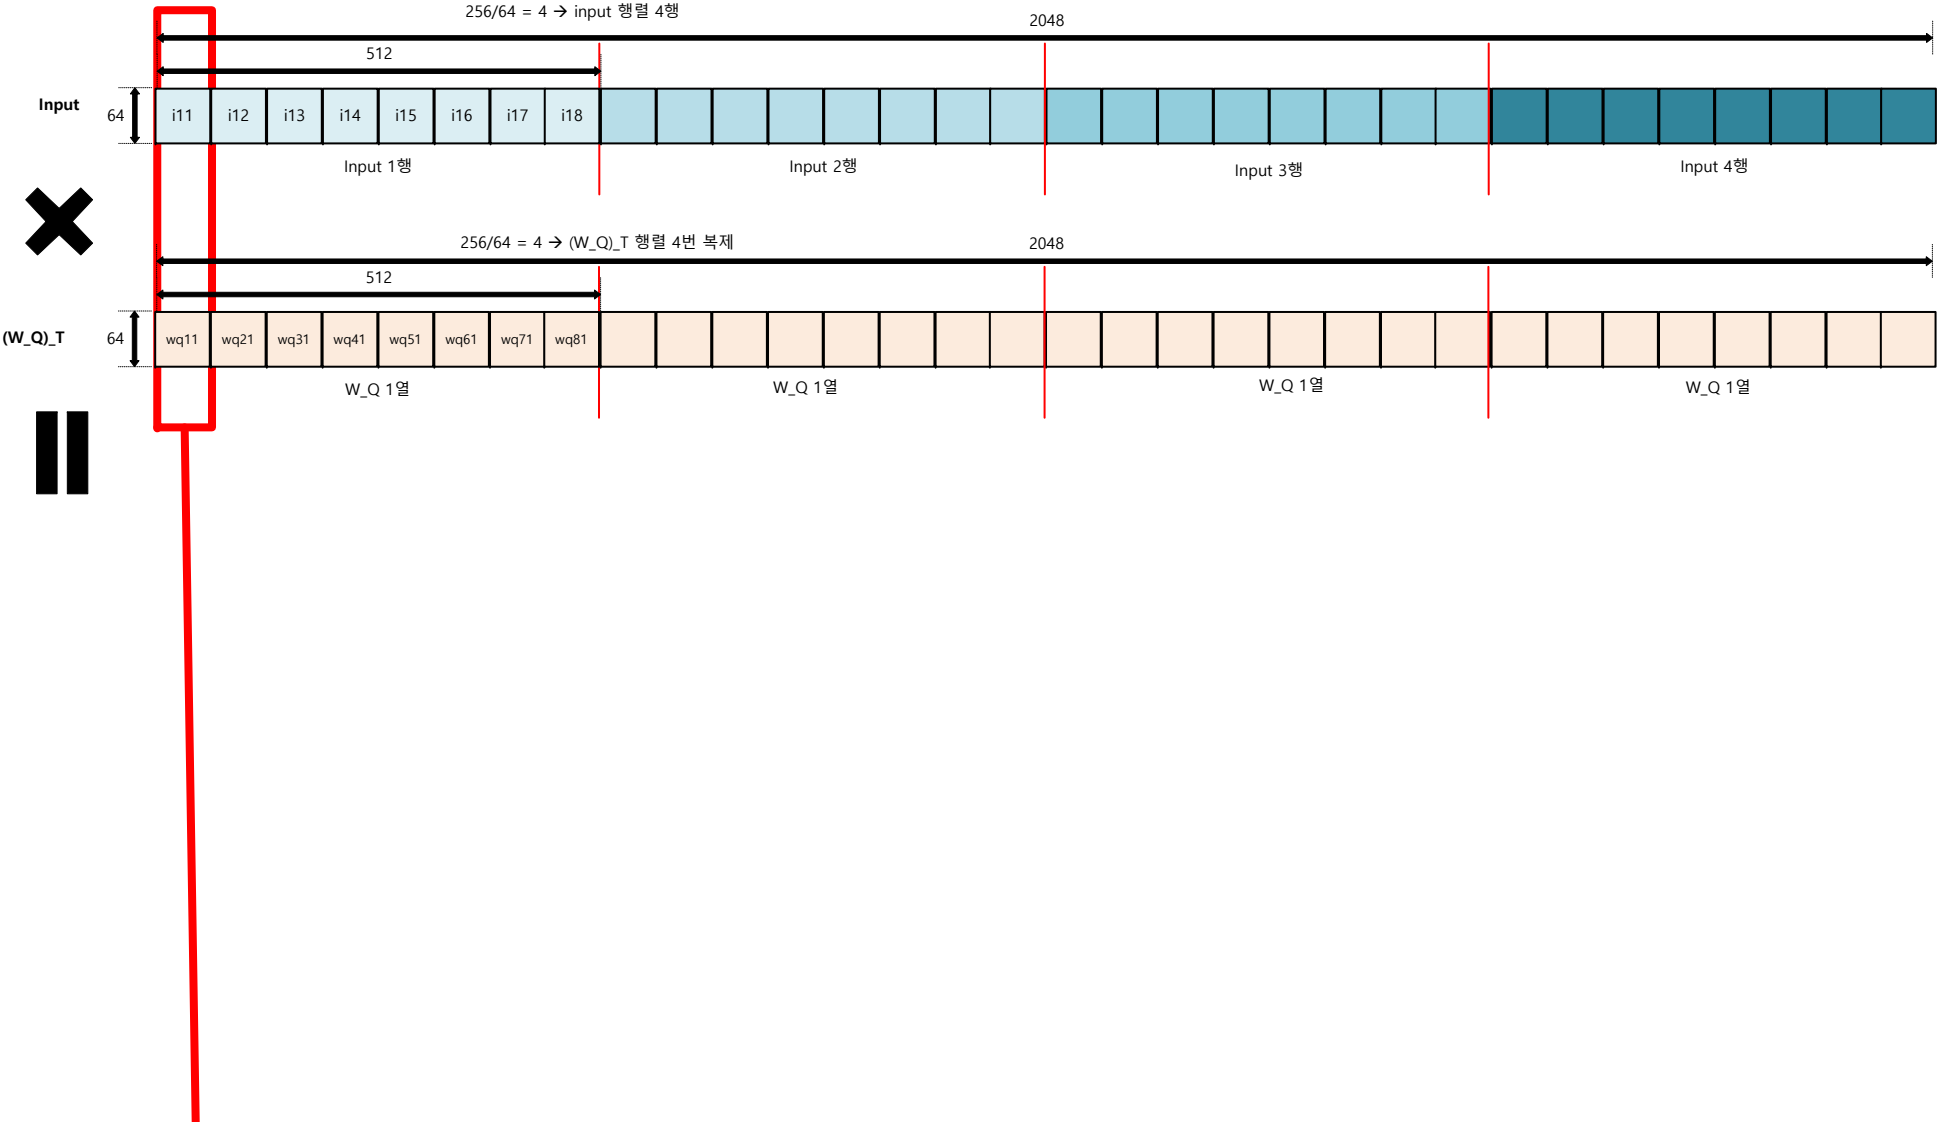 256/64 = 4 → input 행렬 4행
2048
512
Input
64
i11 i12 i13 i14 i15 i16 i17 i18
Input 1행
Input 2행
Input 3행
Input 4행
256/64 = 4 → (W_Q)_T 행렬 4번 복제
2048
512
(W_Q)_T
64
wq11 wq21 wq31 wq41 wq51 wq61 wq71 wq81
W_Q 1열
W_Q 1열
W_Q 1열
W_Q 1열